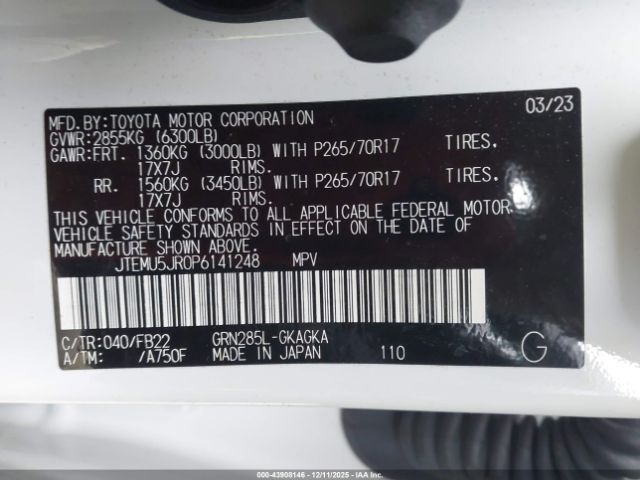 MFD.BY:TOYOTA MOTOR CORPORATION 03/23
GVWR:2855KG (6300LB)
GAWR:FRT. 1360KG (3000LB) WITH P265/70R17 TIRES,
17X7J RIMS.
RR. 1560KG (3450LB) WITH P265/70R17 TIRES,
17X7J RIMS.
THIS VEHICLE CONFORMS TO ALL APPLICABLE FEDERAL MOTOR
VEHICLE SAFETY STANDARDS IN EFFECT ON THE DATE OF
MANUFACTURE SHOWN ABOVE.
JTEMU5JR0P6141248 MPV
C/TR:040/FB22 GRN285L-GKAGKA
A/TM: /A750F MADE IN JAPAN 110 G
000-43908146 - 12/11/2025 - IAA Inc.